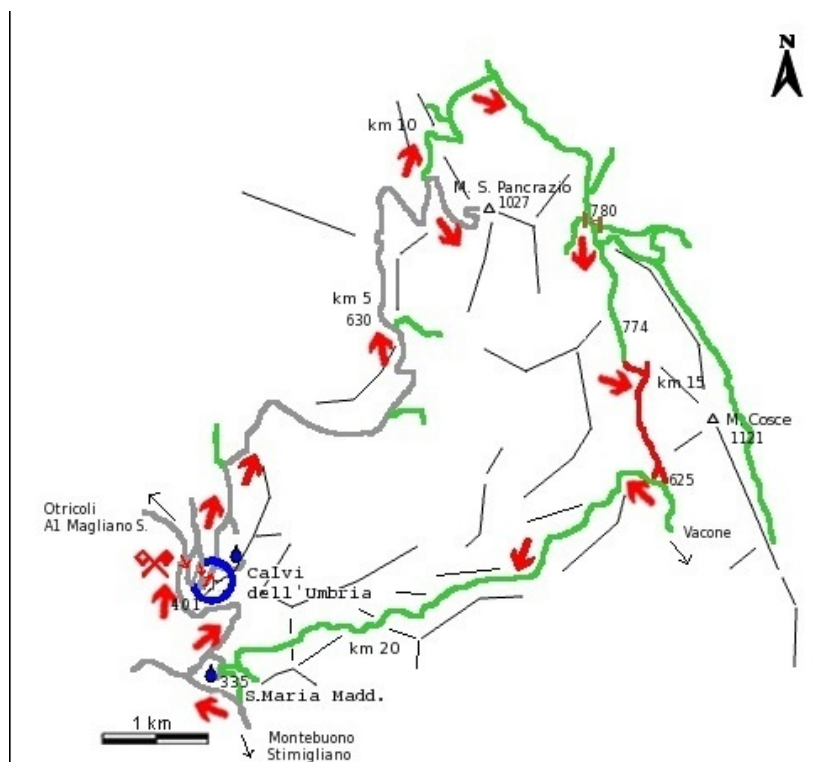 N
km 10
M. S. Pancrazio
1027
780
km 5
630
774
km 15
M. Cosce
1121
625
Otricoli
A1 Magliano S.
Vacone
Calvi
dell'Umbria
401
km 20
335
S.Maria Madd.
1 km
Montebuono
Stimigliano